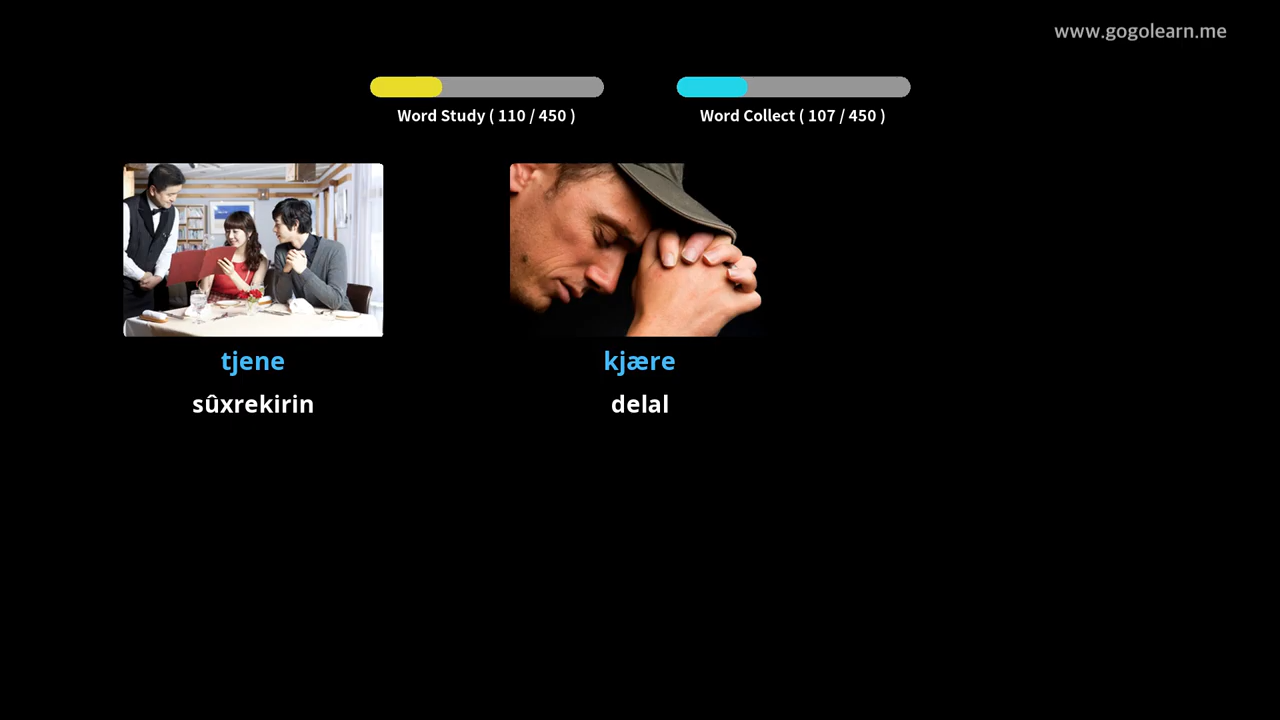 www.gogolearn.me
Word Study ( 110 / 450 )
Word Collect ( 107 / 450 )
tjene
kjære
sûxrekirin
delal